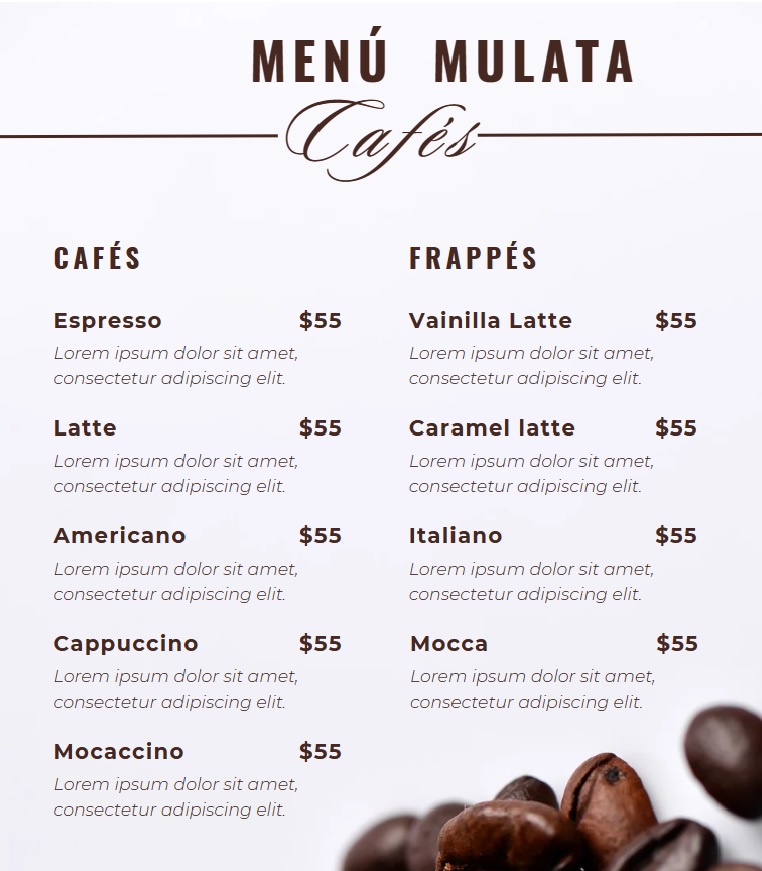 MENÚ MULATA
Cafés
CAFÉS
Espresso $55
Lorem ipsum dolor sit amet,
consectetur adipiscing elit.
Latte $55
Lorem ipsum dolor sit amet,
consectetur adipiscing elit.
Americano $55
Lorem ipsum dolor sit amet,
consectetur adipiscing elit.
Cappuccino $55
Lorem ipsum dolor sit amet,
consectetur adipiscing elit.
Mocaccino $55
Lorem ipsum dolor sit amet,
consectetur adipiscing elit.
FRAPPÉS
Vainilla Latte $55
Lorem ipsum dolor sit amet,
consectetur adipiscing elit.
Caramel latte $55
Lorem ipsum dolor sit amet,
consectetur adipiscing elit.
Italiano $55
Lorem ipsum dolor sit amet,
consectetur adipiscing elit.
Mocca $55
Lorem ipsum dolor sit amet,
consectetur adipiscing elit.